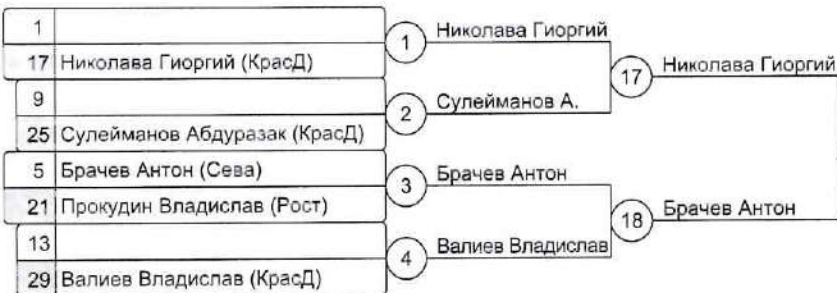 1
17 Николава Гиоргий (КрасД)
1
Николава Гиоргий
9
25 Сулейманов Абдуразак (КрасД)
2
Сулейманов А.
17
Николава Гиоргий
5 Брачев Антон (Сева)
21 Прокудин Владислав (Рост)
3
Брачев Антон
13
29 Валиев Владислав (КрасД)
4
Валиев Владислав
18
Брачев Антон